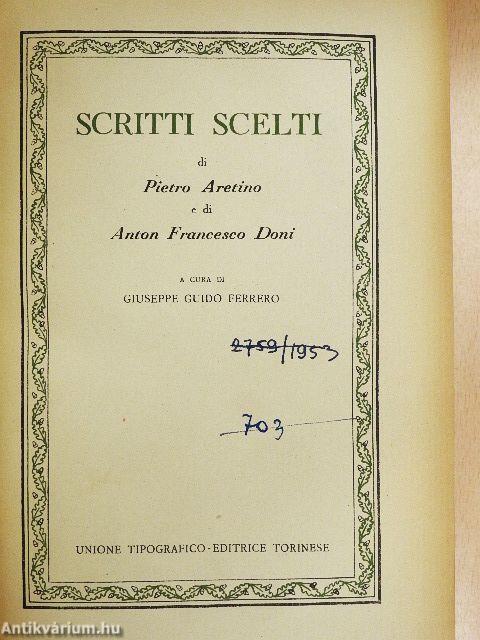 SCRITTI SCELTI
di
Pietro Aretino
e di
Anton Francesco Doni
A CURA DI
GIUSEPPE GUIDO FERRERO
2759/1953
703
UNIONE TIPOGRAFICO-EDITRICE TORINESE
Antikvárium.hu